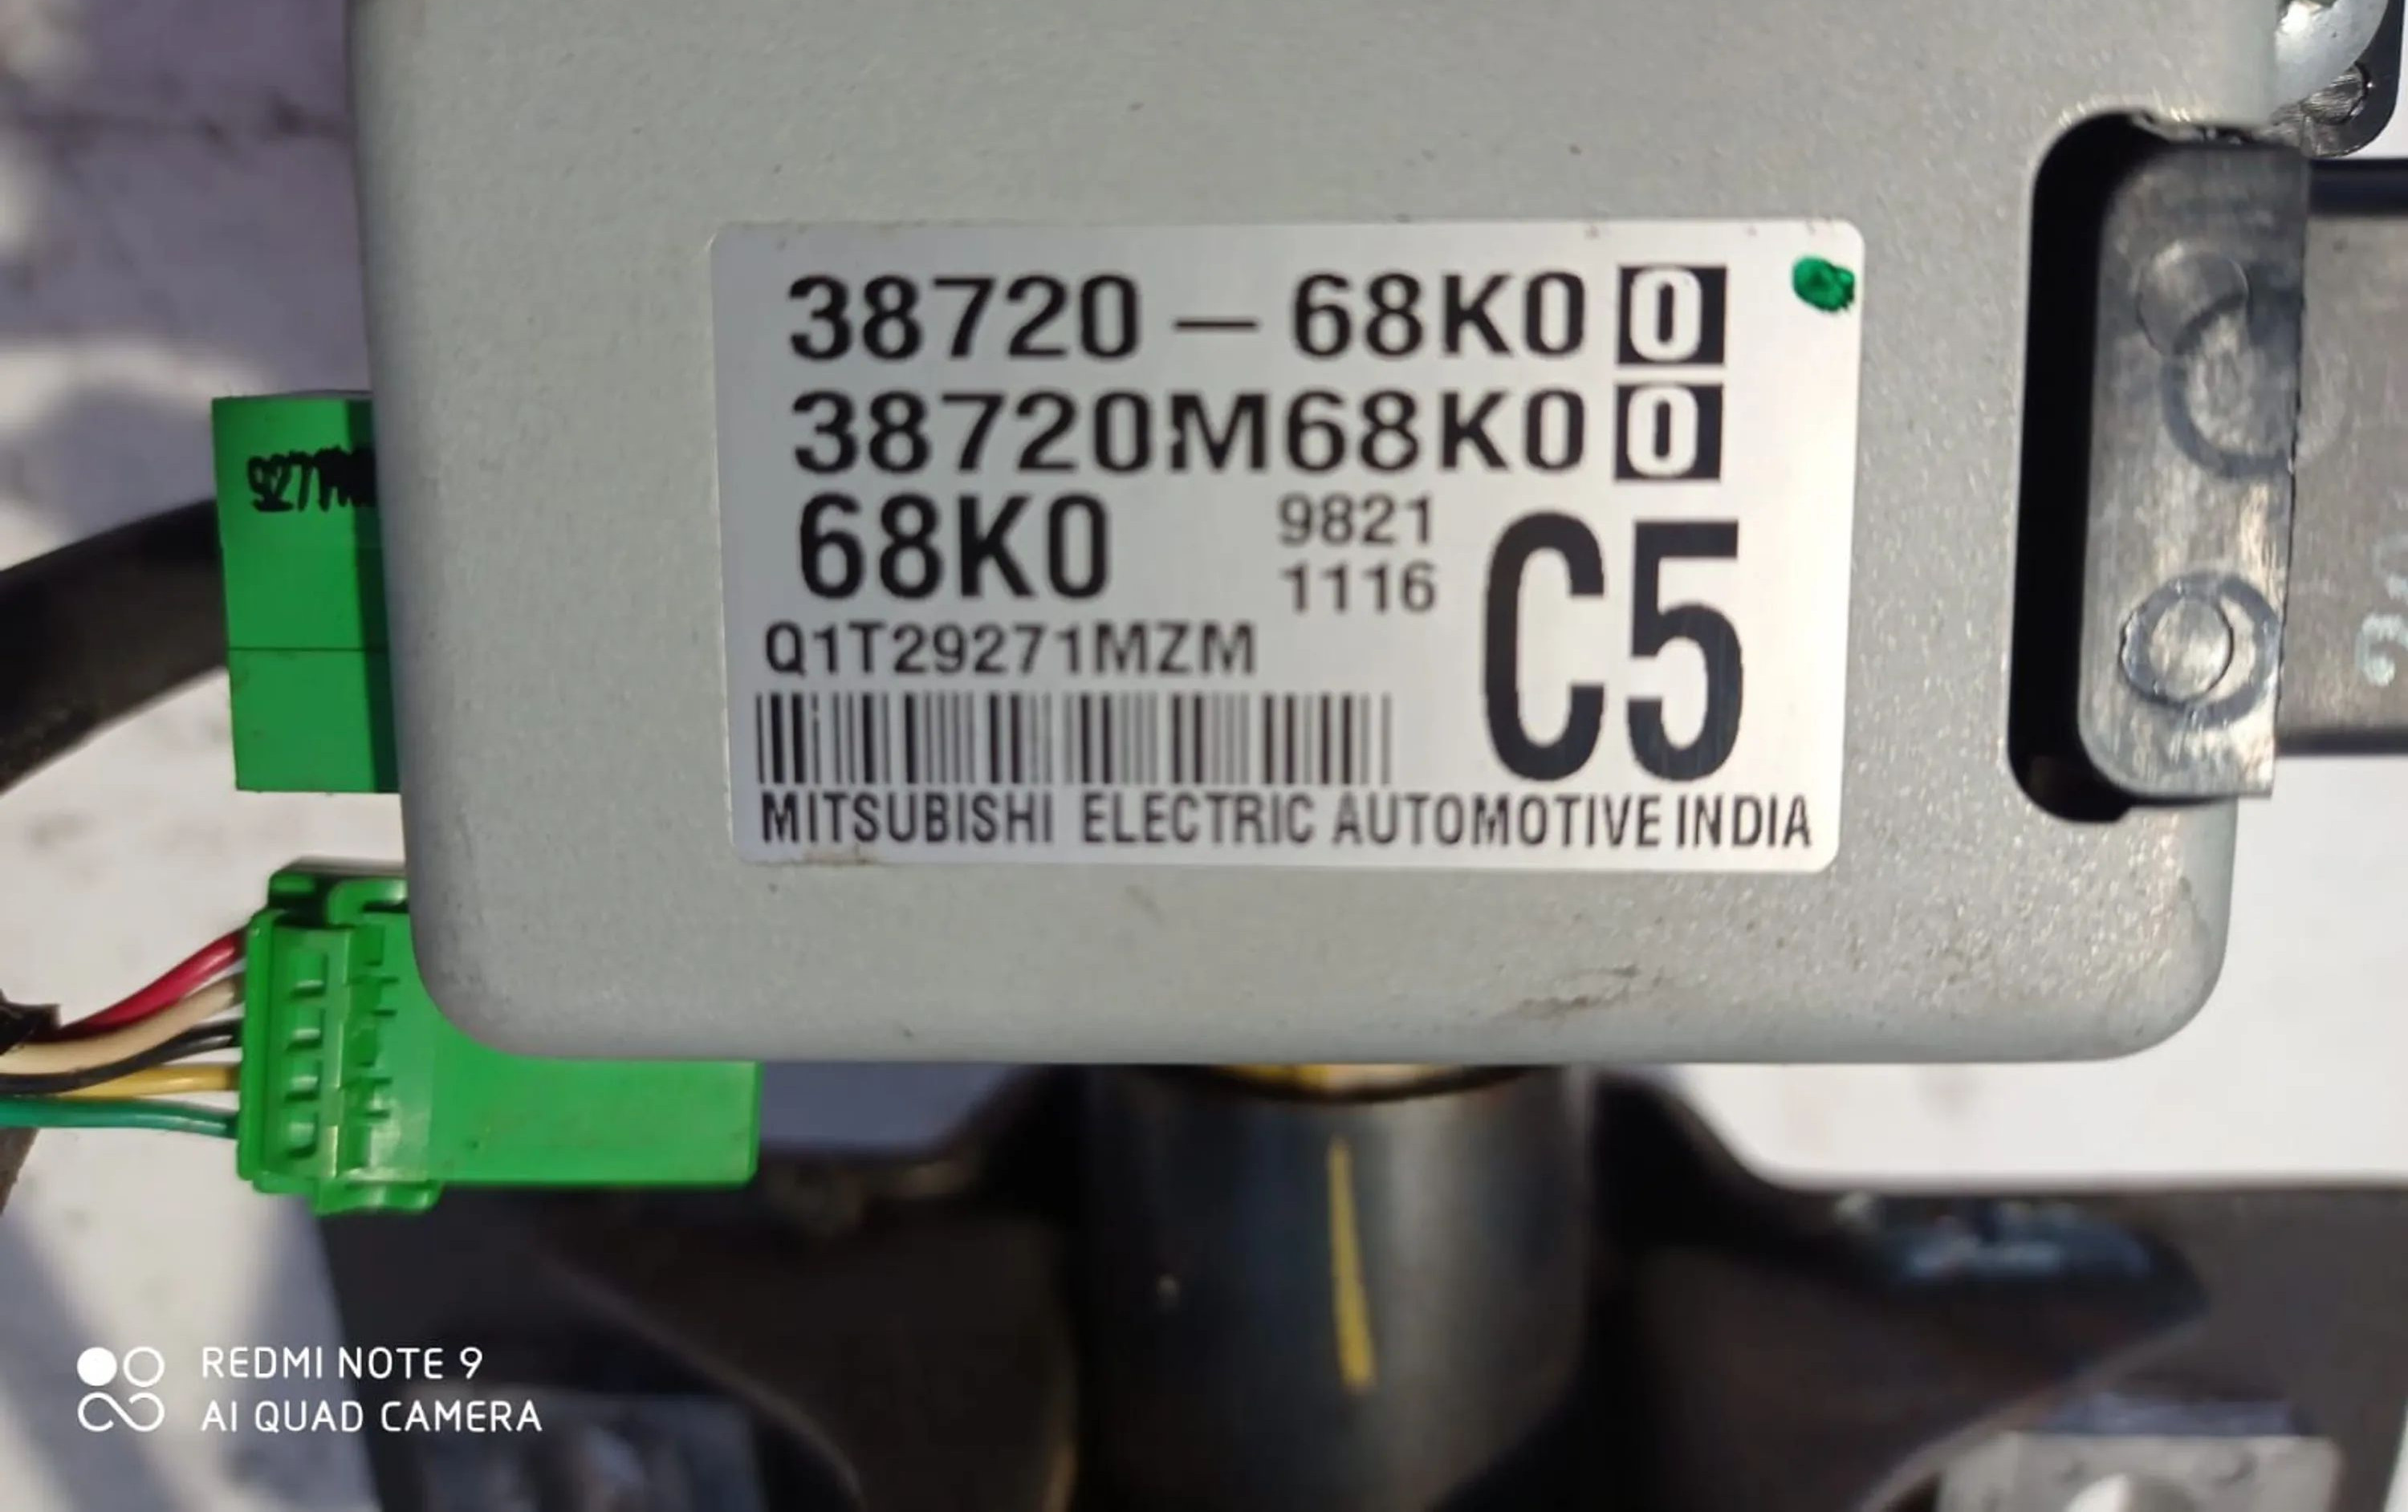 38720 — 68K0 0
38720M68K0 0
68K0
9821
1116
C5
Q1T29271MZM
MITSUBISHI ELECTRIC AUTOMOTIVE INDIA
REDMI NOTE 9
AI QUAD CAMERA